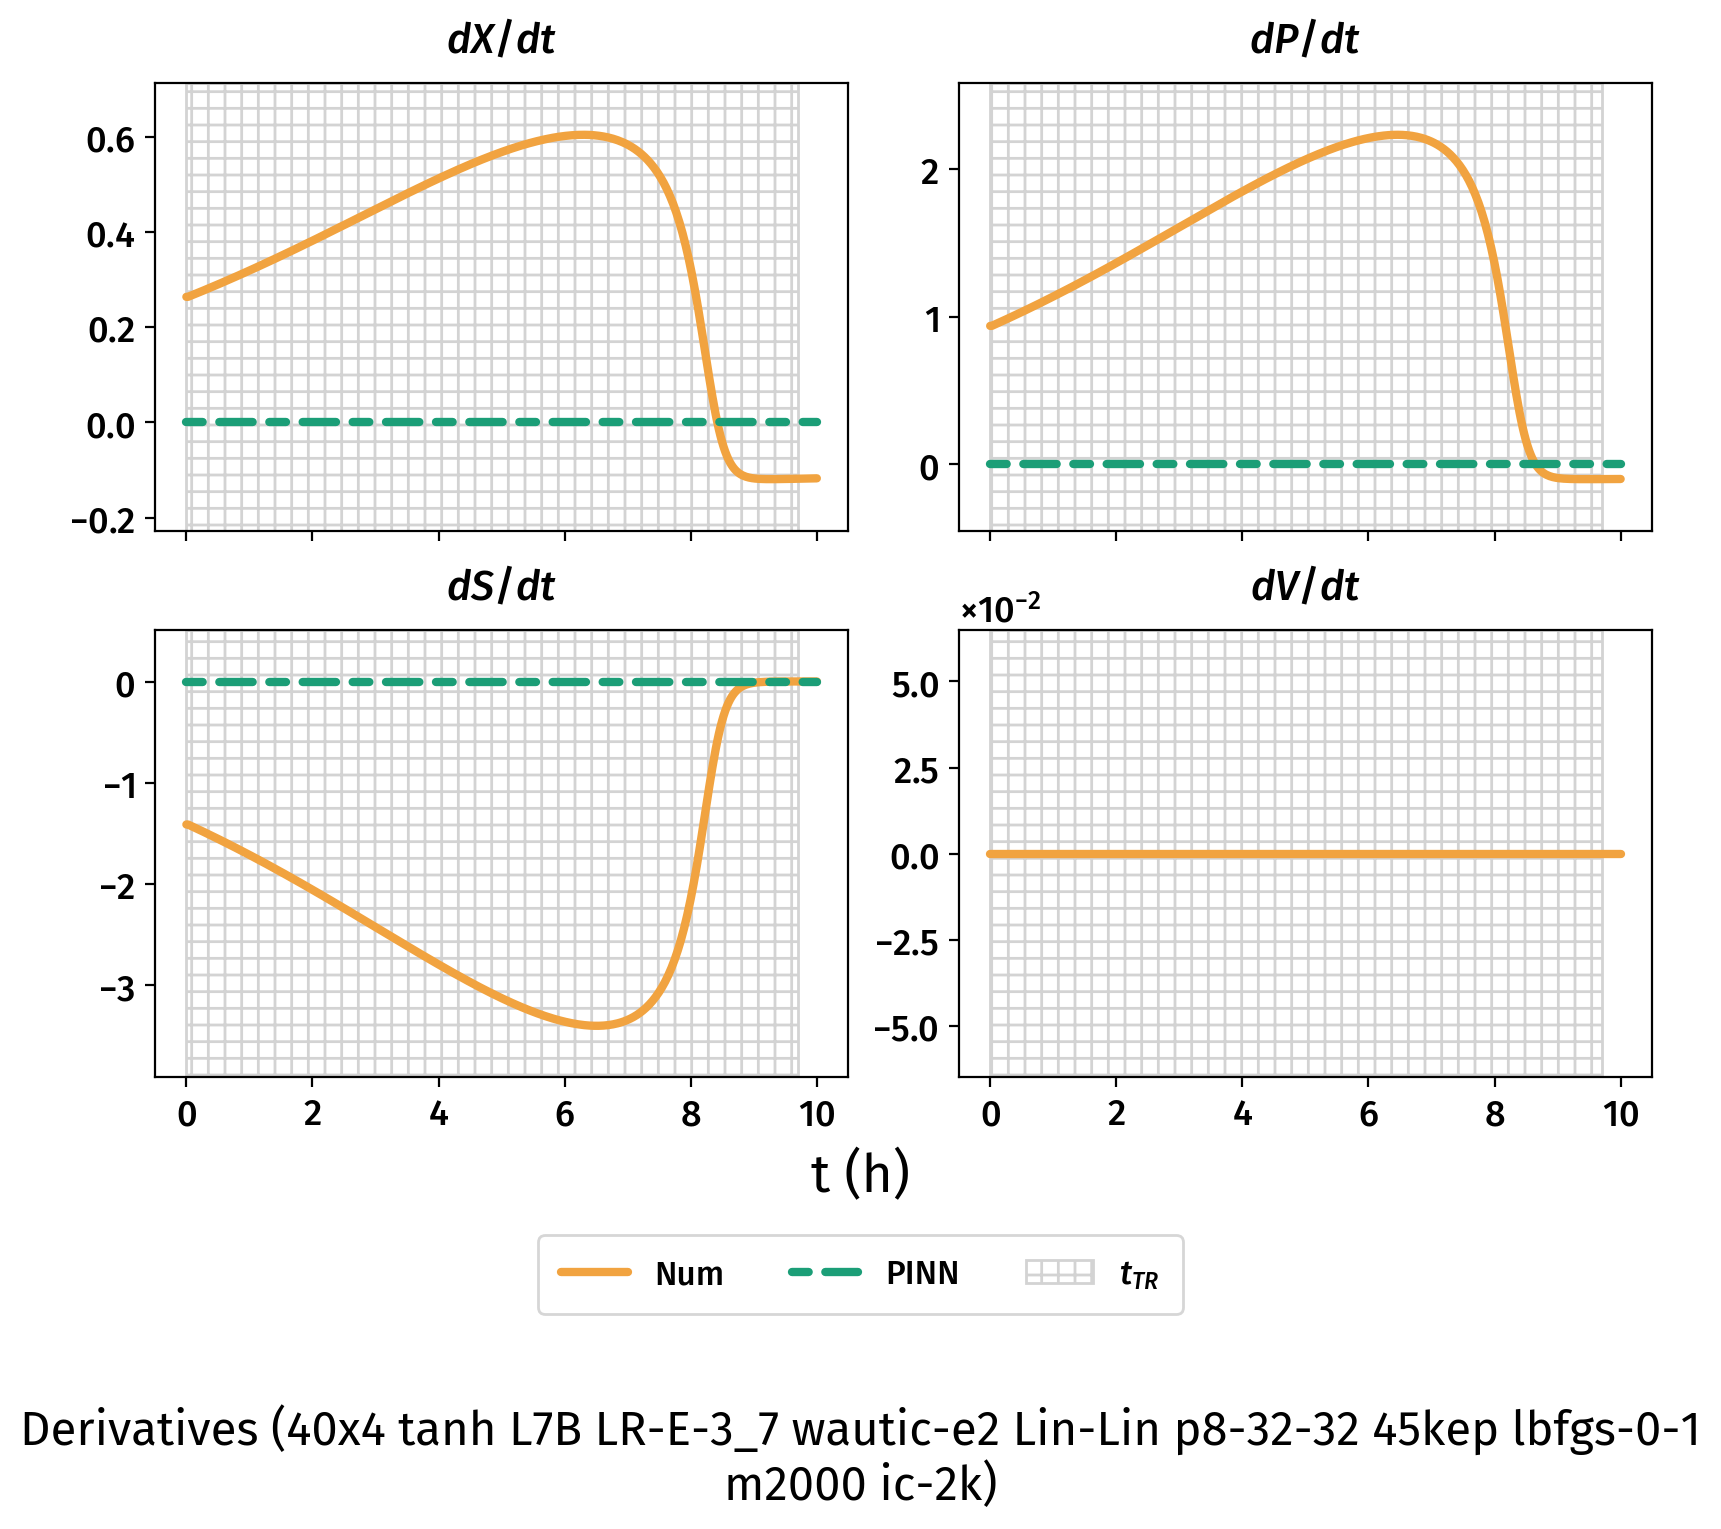 dX/dt
dP/dt
0.6
0.4
0.2
0.0
−0.2
2
1
0
dS/dt
dV/dt
×10⁻²
0
−1
−2
−3
5.0
2.5
0.0
−2.5
−5.0
0 2 4 6 8 10
0 2 4 6 8 10
t (h)
Num PINN t_TR
Derivatives (40x4 tanh L7B LR-E-3_7 wautic-e2 Lin-Lin p8-32-32 45kep lbfgs-0-1
m2000 ic-2k)